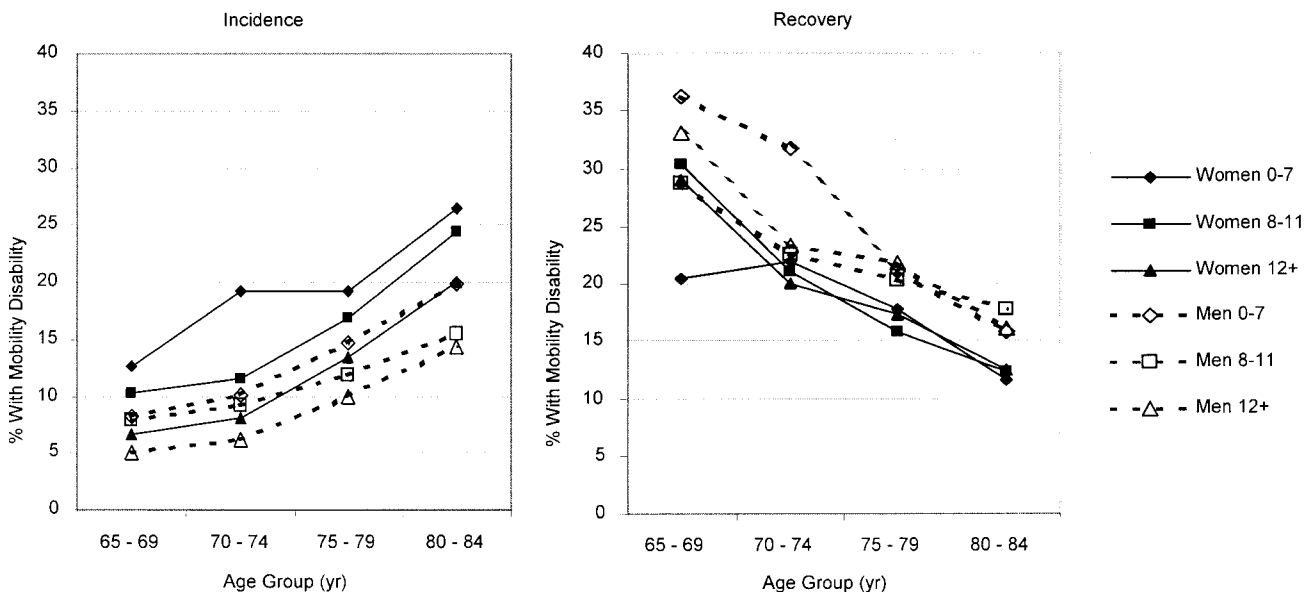 Incidence
% With Mobility Disability
40
35
30
25
20
15
10
5
0
65 - 69
70 - 74
75 - 79
80 - 84
Age Group (yr)
Recovery
% With Mobility Disability
40
35
30
25
20
15
10
5
0
65 - 69
70 - 74
75 - 79
80 - 84
Age Group (yr)
Women 0-7
Women 8-11
Women 12+
Men 0-7
Men 8-11
Men 12+